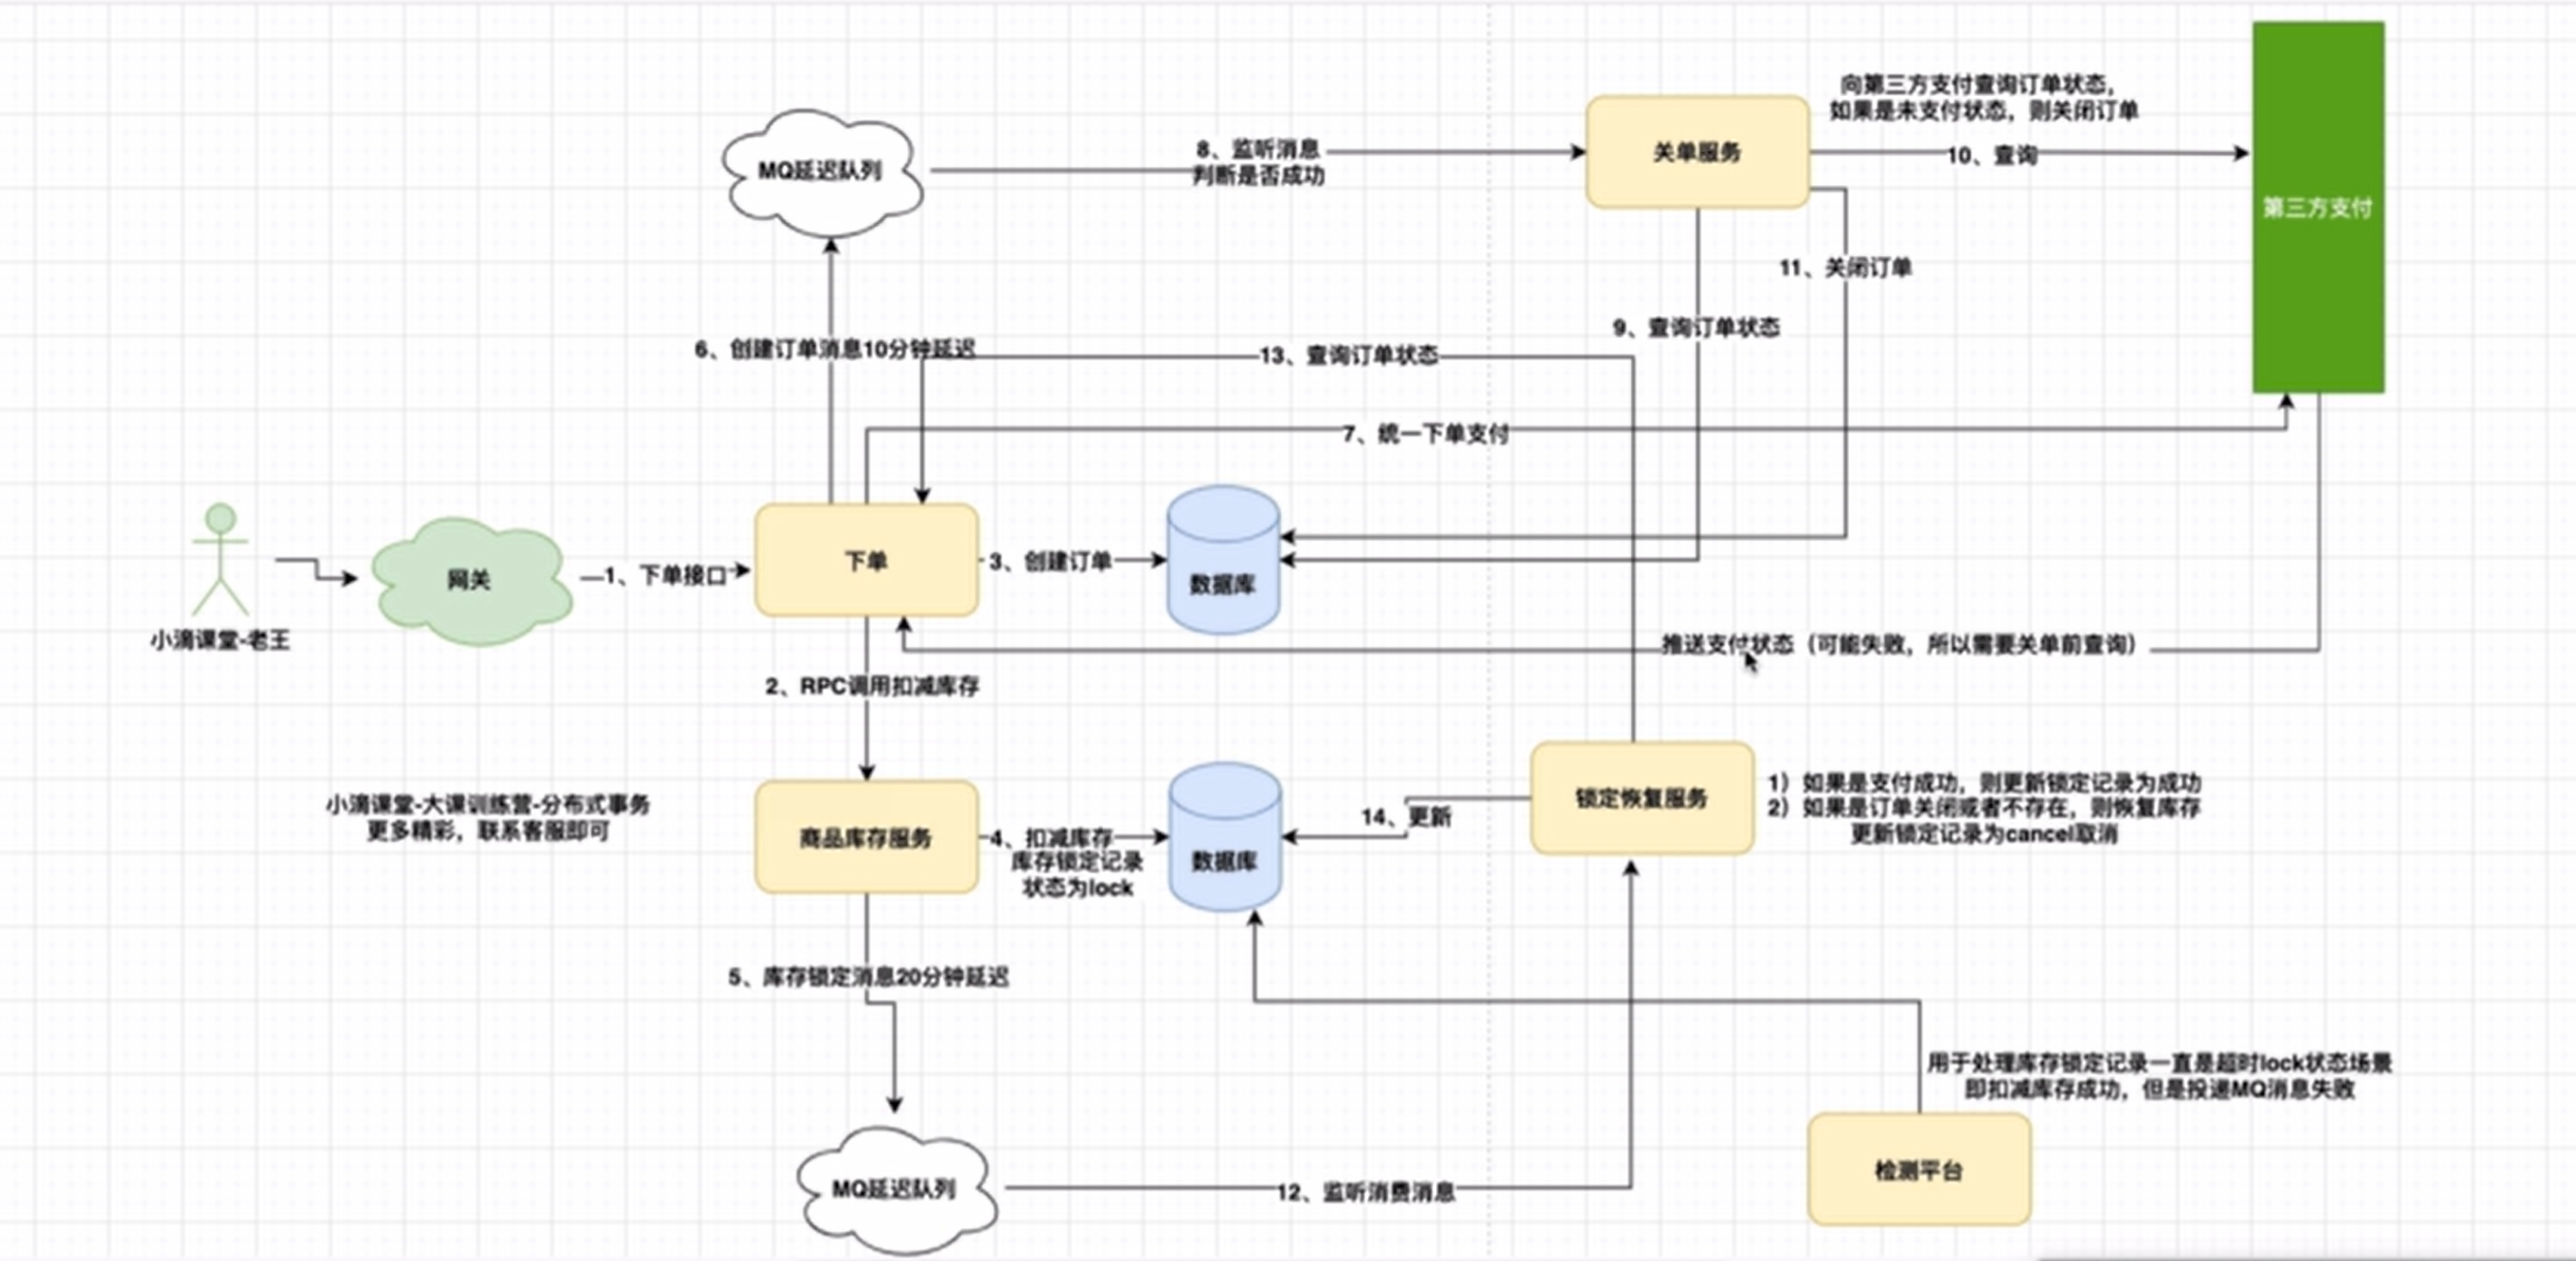 向第三方支付查询订单状态，
如果是未支付状态，则关闭订单
MQ延迟队列
8、监听消息
判断是否成功
关单服务
10、查询
第三方支付
11、关闭订单
9、查询订单状态
6、创建订单消息10分钟延迟
13、查询订单状态
7、统一下单支付
小滴课堂-老王
网关
1、下单接口
下单
3、创建订单
数据库
推送支付状态（可能失败，所以需要关单前查询）
2、RPC调用扣减库存
小滴课堂-大课训练营-分布式事务
更多精彩，联系客服即可
商品库存服务
4、扣减库存
库存锁定记录
状态为lock
数据库
14、更新
锁定恢复服务
1）如果是支付成功，则更新锁定记录为成功
2）如果是订单关闭或者不存在，则恢复库存
更新锁定记录为cancel取消
5、库存锁定消息20分钟延迟
用于处理库存锁定记录一直是超时lock状态场景
即扣减库存成功，但是投递MQ消息失败
MQ延迟队列
12、监听消费消息
检测平台